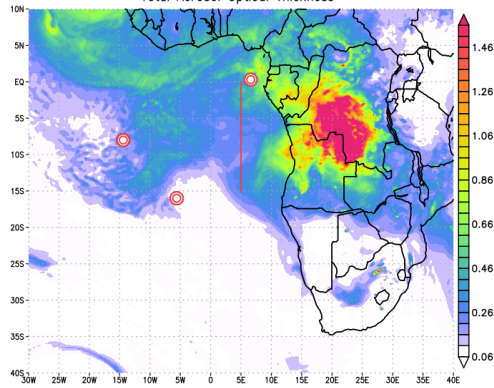 Total Aerosol Optical Thickness
10N
5N
EQ
5S
10S
15S
20S
25S
30S
35S
40S
30W 25W 20W 15W 10W 5W 0 5E 10E 15E 20E 25E 30E 35E 40E
1.46
1.26
1.06
0.86
0.66
0.46
0.26
0.06